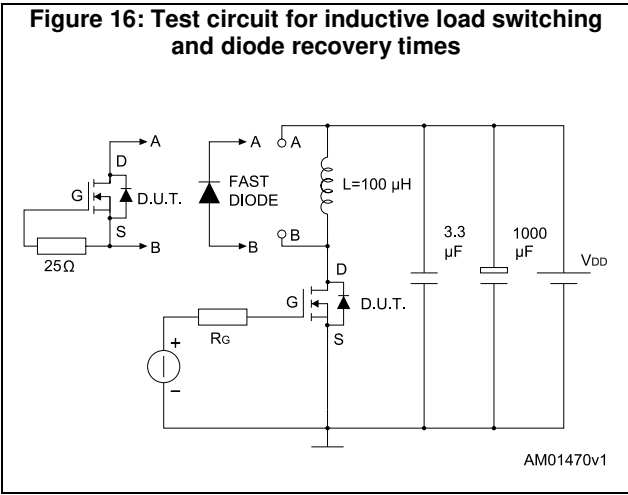 Figure 16: Test circuit for inductive load switching
and diode recovery times
A
A
A
D
G
D.U.T.
FAST
DIODE
L=100 µH
S
B
B
B
25Ω
3.3
µF
1000
µF
VDD
D
G
D.U.T.
RG
S
+
−
AM01470v1